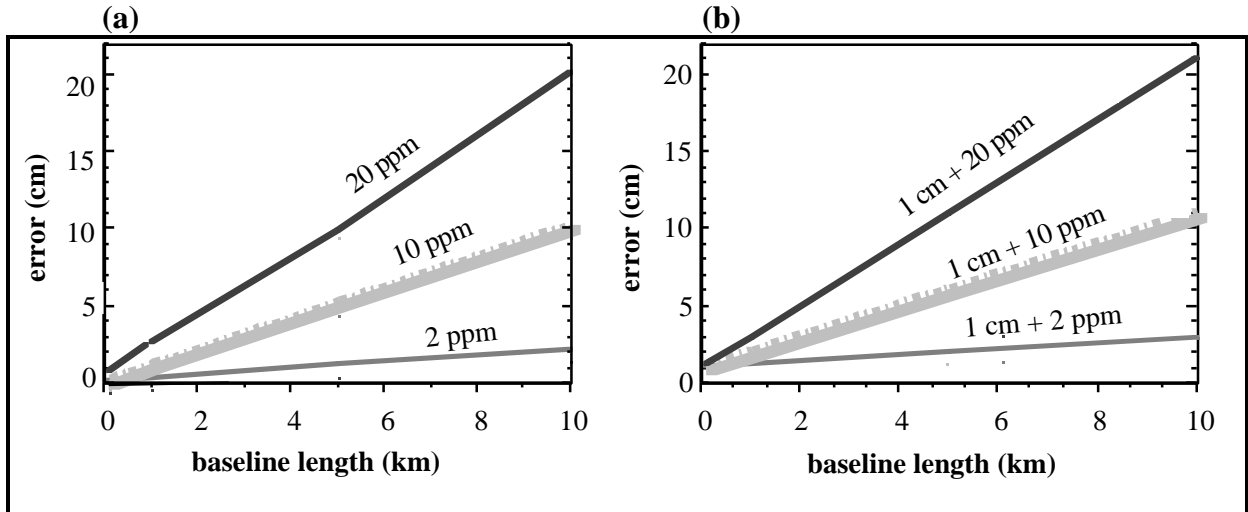 (a)
20
15
10
5
0
error (cm)
20 ppm
10 ppm
2 ppm
0 2 4 6 8 10
baseline length (km)
(b)
20
15
10
5
0
error (cm)
1 cm + 20 ppm
1 cm + 10 ppm
1 cm + 2 ppm
0 2 4 6 8 10
baseline length (km)